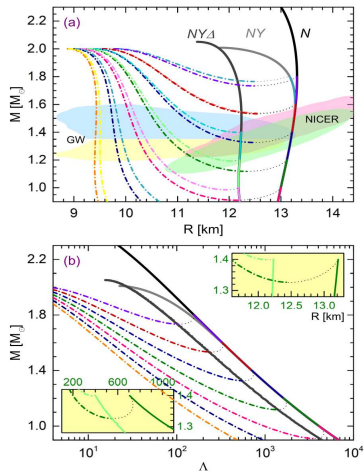 (a)
NYΔ NY N
2.2
2.0
1.8
1.6
1.4
1.2
1.0
M [M☉]
GW
NICER
9 10 11 12 13 14
R [km]
(b)
2.2
2.0
1.8
1.6
1.4
1.2
1.0
M [M☉]
1.4
1.3
12.0 12.6 13.2
R [km]
200 600 1000
1.4
1.3
10¹ 10² 10³ 10⁴
Λ